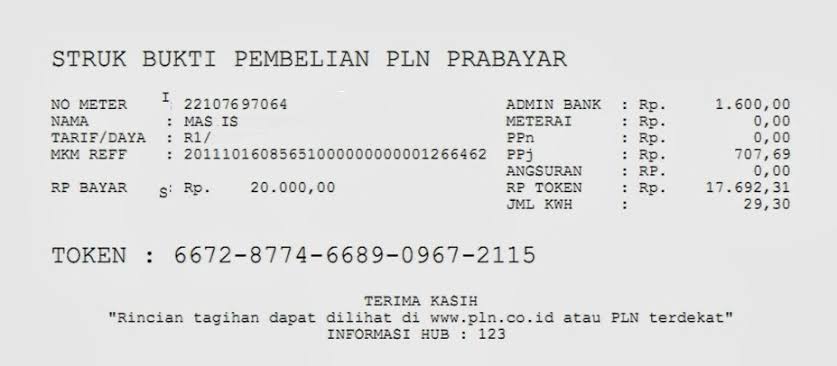 STRUK BUKTI PEMBELIAN PLN PRABAYAR
NO METER I: 22107697064 ADMIN BANK : Rp. 1.600,00
NAMA : MAS IS METERAI : Rp. 0,00
TARIF/DAYA : R1/ PPn : Rp. 0,00
MKM REFF : 20111016085651000000000001266462 PPj : Rp. 707,69
ANGSURAN : RP. 0,00
RP BAYAR S: Rp. 20.000,00 RP TOKEN : Rp. 17.692,31
JML KWH : 29,30
TOKEN : 6672-8774-6689-0967-2115
TERIMA KASIH
"Rincian tagihan dapat dilihat di www.pln.co.id atau PLN terdekat"
INFORMASI HUB : 123